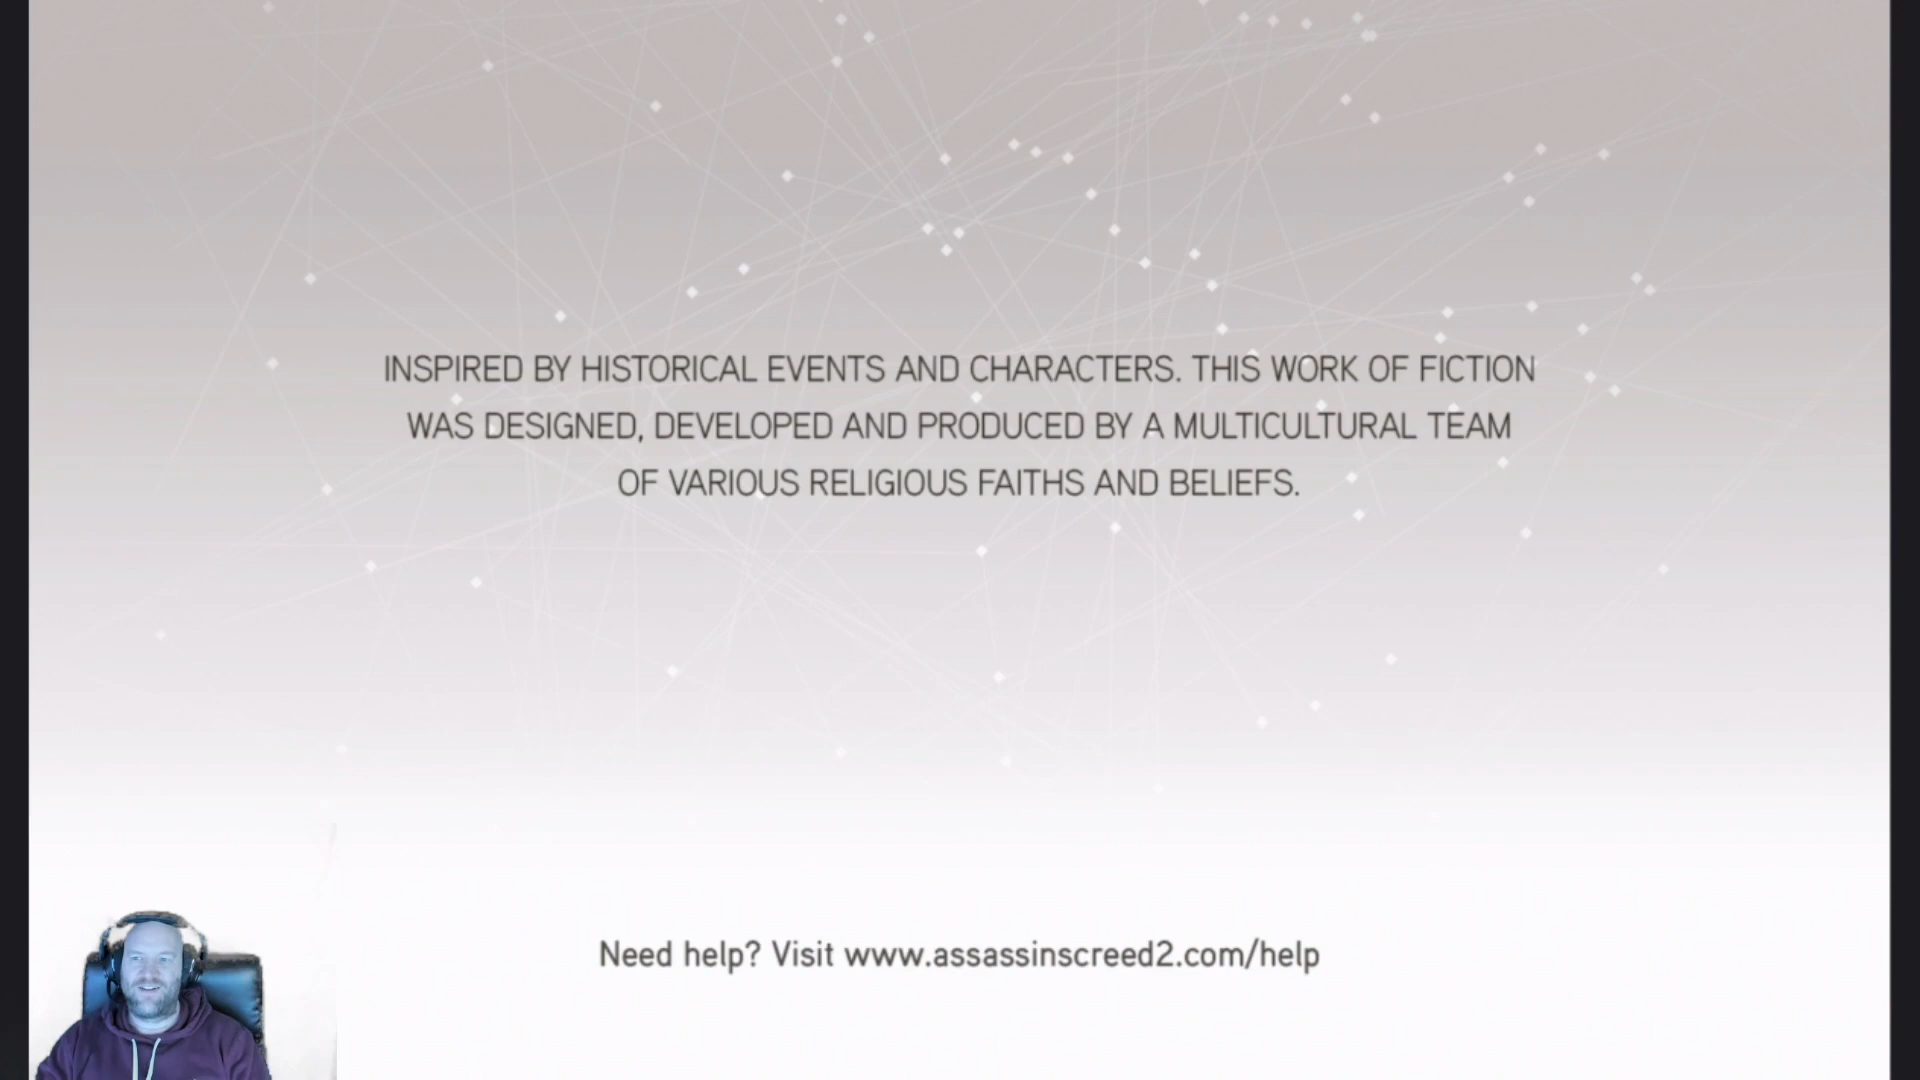 INSPIRED BY HISTORICAL EVENTS AND CHARACTERS. THIS WORK OF FICTION
WAS DESIGNED, DEVELOPED AND PRODUCED BY A MULTICULTURAL TEAM
OF VARIOUS RELIGIOUS FAITHS AND BELIEFS.
Need help? Visit www.assassinscreed2.com/help